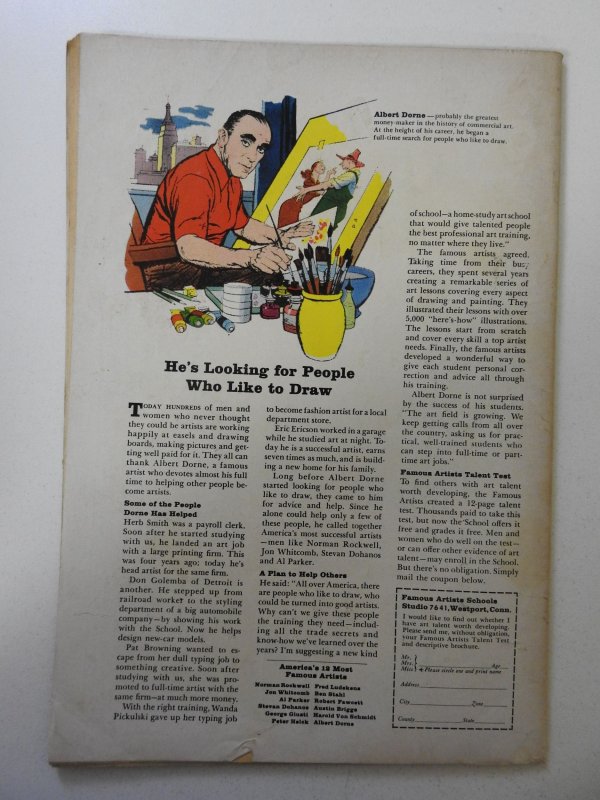 Albert Dorne — probably the greatest
money-maker in the history of commercial art.
At the height of his career, he began a
full-time search for people who like to draw.
He's Looking for People
Who Like to Draw
TODAY HUNDREDS of men and
women who never thought
they could be artists are working
happily at easels and drawing
boards, making pictures and get-
ting well paid for it. They all can
thank Albert Dorne, a famous
artist who devotes almost his full
time to helping other people be-
come artists.
Some of the People
Dorne Has Helped
Herb Smith was a payroll clerk.
Soon after he started studying
with us, he landed an art job
with a large printing firm. This
was four years ago; today he's
head artist for the same firm.
Don Golemba of Detroit is
another. He stepped up from
railroad worker to the styling
department of a big automobile
company—by showing his work
with the School. Now he helps
design new-car models.
Pat Browning wanted to es-
cape from her dull typing job to
something creative. Soon after
studying with us, she was pro-
moted to full-time artist with the
same firm—at much more money.
With the right training, Wanda
Pickulski gave up her typing job
to become fashion artist for a local
department store.
Eric Ericson worked in a garage
while he studied art at night. To-
day he is a successful artist, earns
seven times as much, and is build-
ing a new home for his family.
Long before Albert Dorne
started looking for people who
like to draw, they came to him
for advice and help. Since he
alone could help only a few of
these people, he called together
America's most successful artists
—men like Norman Rockwell,
Jon Whitcomb, Stevan Dohanos
and Al Parker.
A Plan to Help Others
He said: "All over America, there
are people who like to draw, who
could be turned into good artists.
Why can't we give these people
the training they need—includ-
ing all the trade secrets and
know-how we've learned over the
years? I'm suggesting a new kind
America's 12 Most
Famous Artists
Norman Rockwell
Jon Whitcomb
Al Parker
Stevan Dohanos
George Giusti
Peter Helck
Fred Ludekens
Ben Stahl
Robert Fawcett
Austin Briggs
Harold Von Schmidt
Albert Dorne
of school—a home-study art school
that would give talented people
the best professional art training,
no matter where they live."
The famous artists agreed.
Taking time from their busy
careers, they spent several years
creating a remarkable series of
art lessons covering every aspect
of drawing and painting. They
illustrated their lessons with over
5,000 "here's-how" illustrations.
The lessons start from scratch
and cover every skill a top artist
needs. Finally, the famous artists
developed a wonderful way to
give each student personal cor-
rection and advice all through
his training.
Albert Dorne is not surprised
by the success of his students.
"The art field is growing. We
keep getting calls from all over
the country, asking us for prac-
tical, well-trained students who
can step into full-time or part-
time art jobs."
Famous Artists Talent Test
To find others with art talent
worth developing, the Famous
Artists created a 12-page talent
test. Thousands paid to take this
test, but now the School offers it
free and grades it free. Men and
women who do well on the test—
or can offer other evidence of art
talent—may enroll in the School.
But there's no obligation. Simply
mail the coupon below.
Famous Artists Schools
Studio 7641, Westport, Conn.
I would like to find out whether I
have art talent worth developing.
Please send me, without obligation,
your Famous Artists Talent Test
and descriptive brochure.
Mr.
Mrs. Age
Miss Please circle one and print name
Address
City Zone
County State